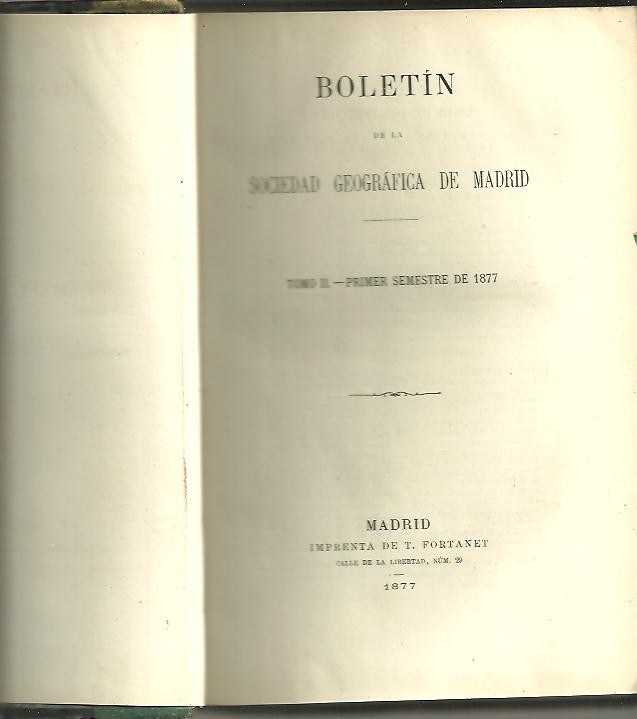 BOLETÍN
DE LA
SOCIEDAD GEOGRÁFICA DE MADRID
TOMO II.—PRIMER SEMESTRE DE 1877
MADRID
IMPRENTA DE T. FORTANET
CALLE DE LA LIBERTAD, NÚM. 29
1877